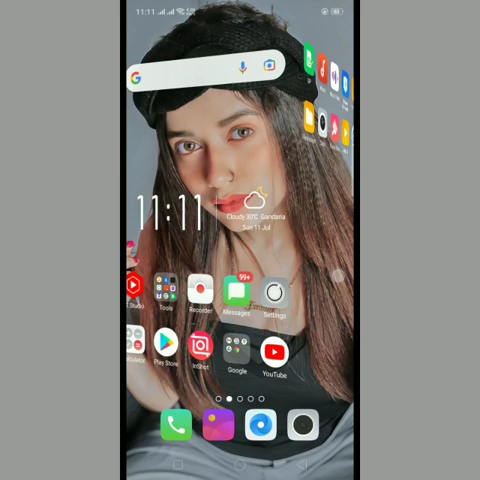 11:11
11:11
Cloudy 30°C Gandaria
Sun 11 Jul
99+
Studio
Tools
Recorder
Messages
Settings
Play Store
InShot
Google
YouTube